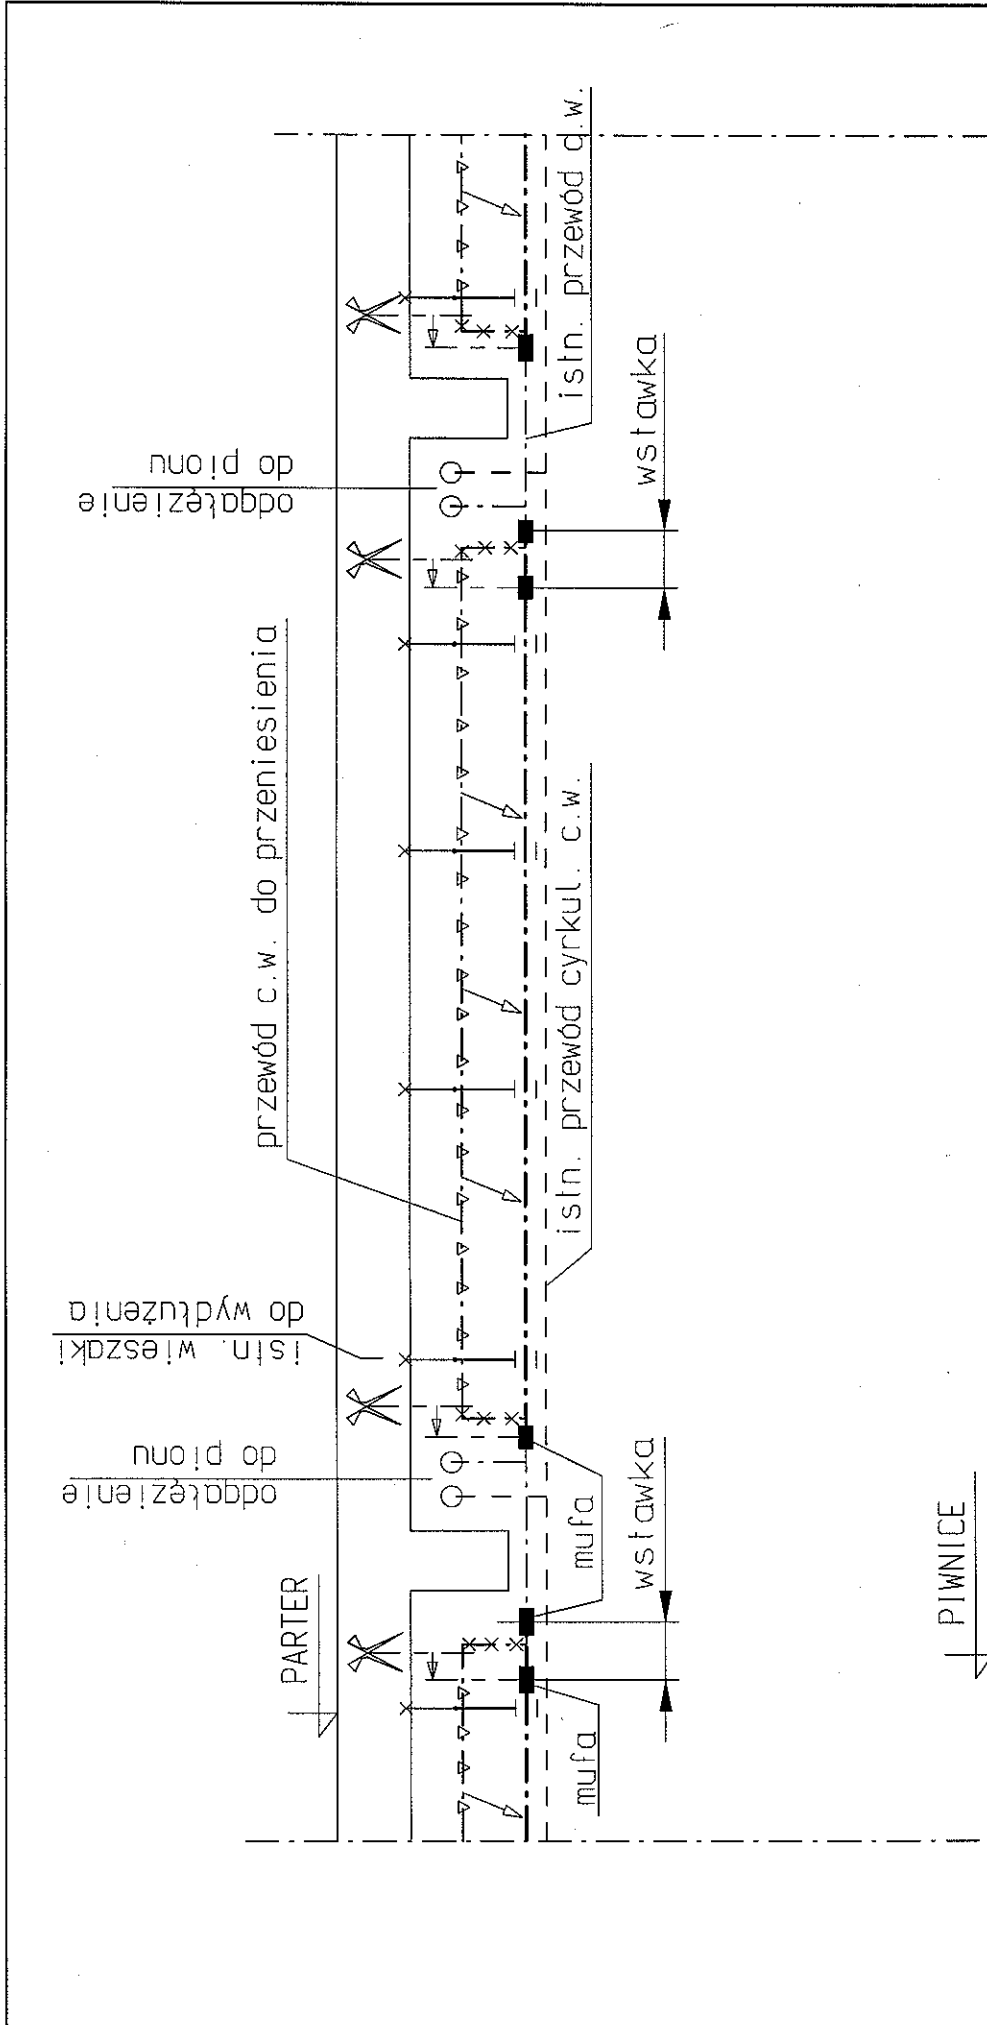 istn. przewód c.w.
odgałęzienie
do pionu
wstawka
przewód c.w. do przeniesienia
istn. przewód cyrkul. c.w.
istn. wieszaki
do wydłużenia
odgałęzienie
do pionu
PARTER
mufa
wstawka
mufa
PIWNICE